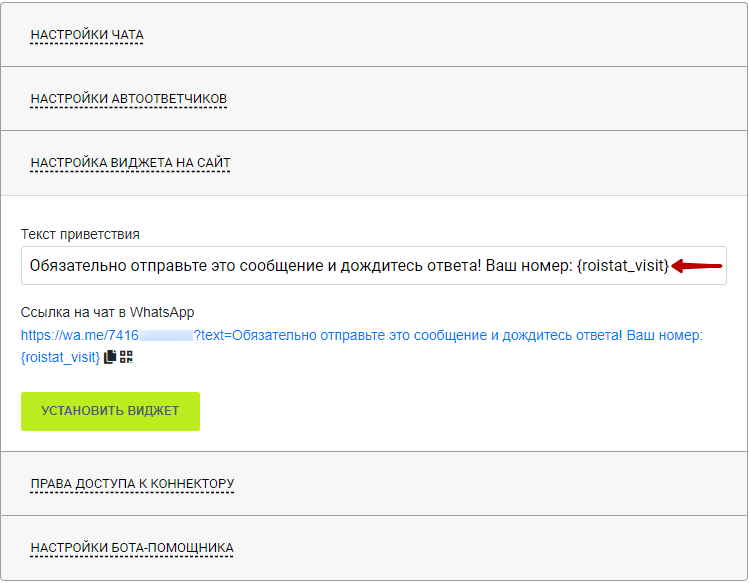 НАСТРОЙКИ ЧАТА
НАСТРОЙКИ АВТООТВЕТЧИКОВ
НАСТРОЙКА ВИДЖЕТА НА САЙТ
Текст приветствия
Обязательно отправьте это сообщение и дождитесь ответа! Ваш номер: {roistat_visit}
Ссылка на чат в WhatsApp
https://wa.me/7416 ?text=Обязательно отправьте это сообщение и дождитесь ответа! Ваш номер:
{roistat_visit}
УСТАНОВИТЬ ВИДЖЕТ
ПРАВА ДОСТУПА К КОННЕКТОРУ
НАСТРОЙКИ БОТА-ПОМОЩНИКА